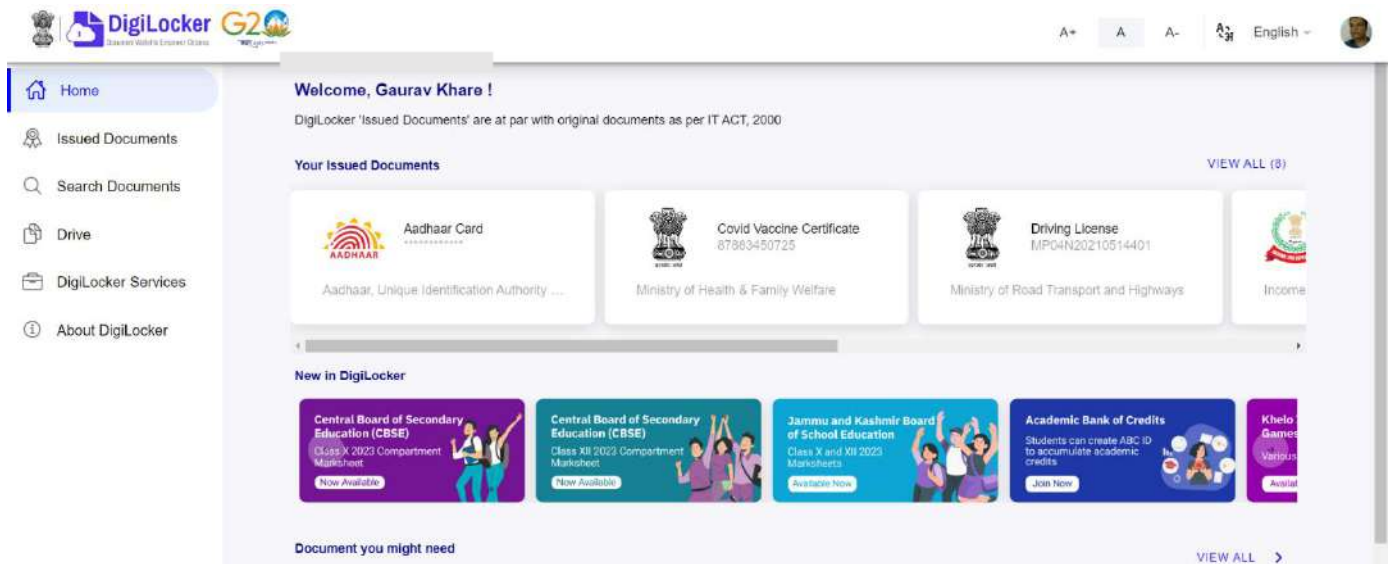 DigiLocker
A+
A
A-
English
Home
Issued Documents
Search Documents
Drive
DigiLocker Services
About DigiLocker
Welcome, Gaurav Khare !
DigiLocker 'Issued Documents' are at par with original documents as per IT ACT, 2000
Your Issued Documents
VIEW ALL (8)
AADHAAR
Aadhaar Card
************
Aadhaar, Unique Identification Authority ....
Covid Vaccine Certificate
87863450725
Ministry of Health & Family Welfare
Driving License
MP04N20210514401
Ministry of Road Transport and Highways
Income
New in DigiLocker
Central Board of Secondary
Education (CBSE)
Class X 2023 Compartment
Marksheet
Now Available
Central Board of Secondary
Education (CBSE)
Class XII 2023 Compartment
Marksheet
Now Available
Jammu and Kashmir Board
of School Education
Class X and XII 2023
Marksheets
Available Now
Academic Bank of Credits
Students can create ABC ID
to accumulate academic
credits
Join Now
Khelo
Games
Various
Document you might need
VIEW ALL